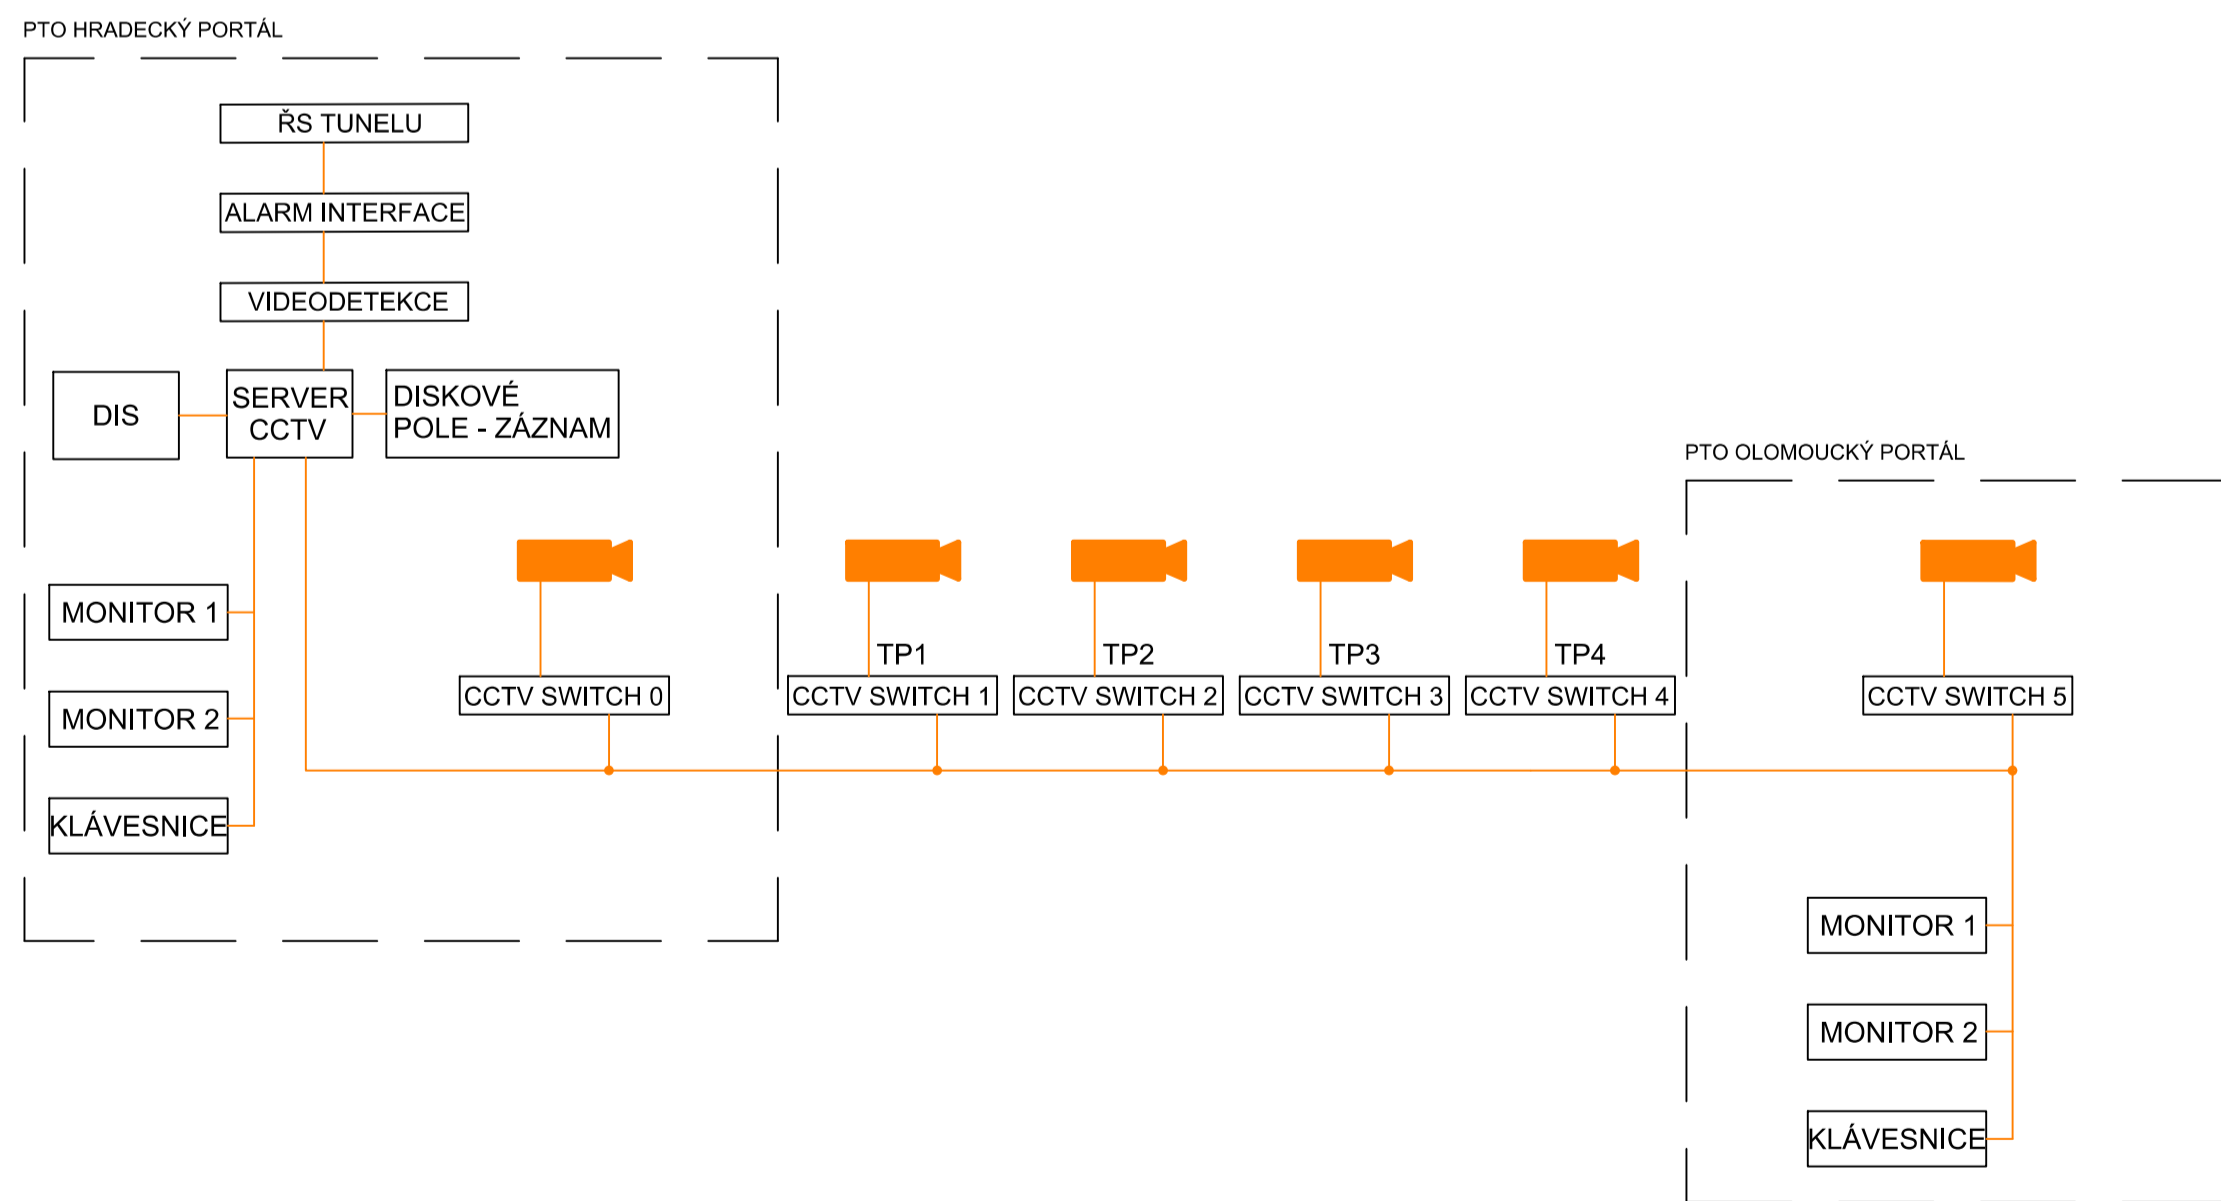 PTO HRADECKÝ PORTÁL
ŘS TUNELU
ALARM INTERFACE
VIDEODETEKCE
DIS
SERVER
CCTV
DISKOVÉ
POLE - ZÁZNAM
MONITOR 1
MONITOR 2
KLÁVESNICE
CCTV SWITCH 0
TP1
CCTV SWITCH 1
TP2
CCTV SWITCH 2
TP3
CCTV SWITCH 3
TP4
CCTV SWITCH 4
PTO OLOMOUCKÝ PORTÁL
CCTV SWITCH 5
MONITOR 1
MONITOR 2
KLÁVESNICE